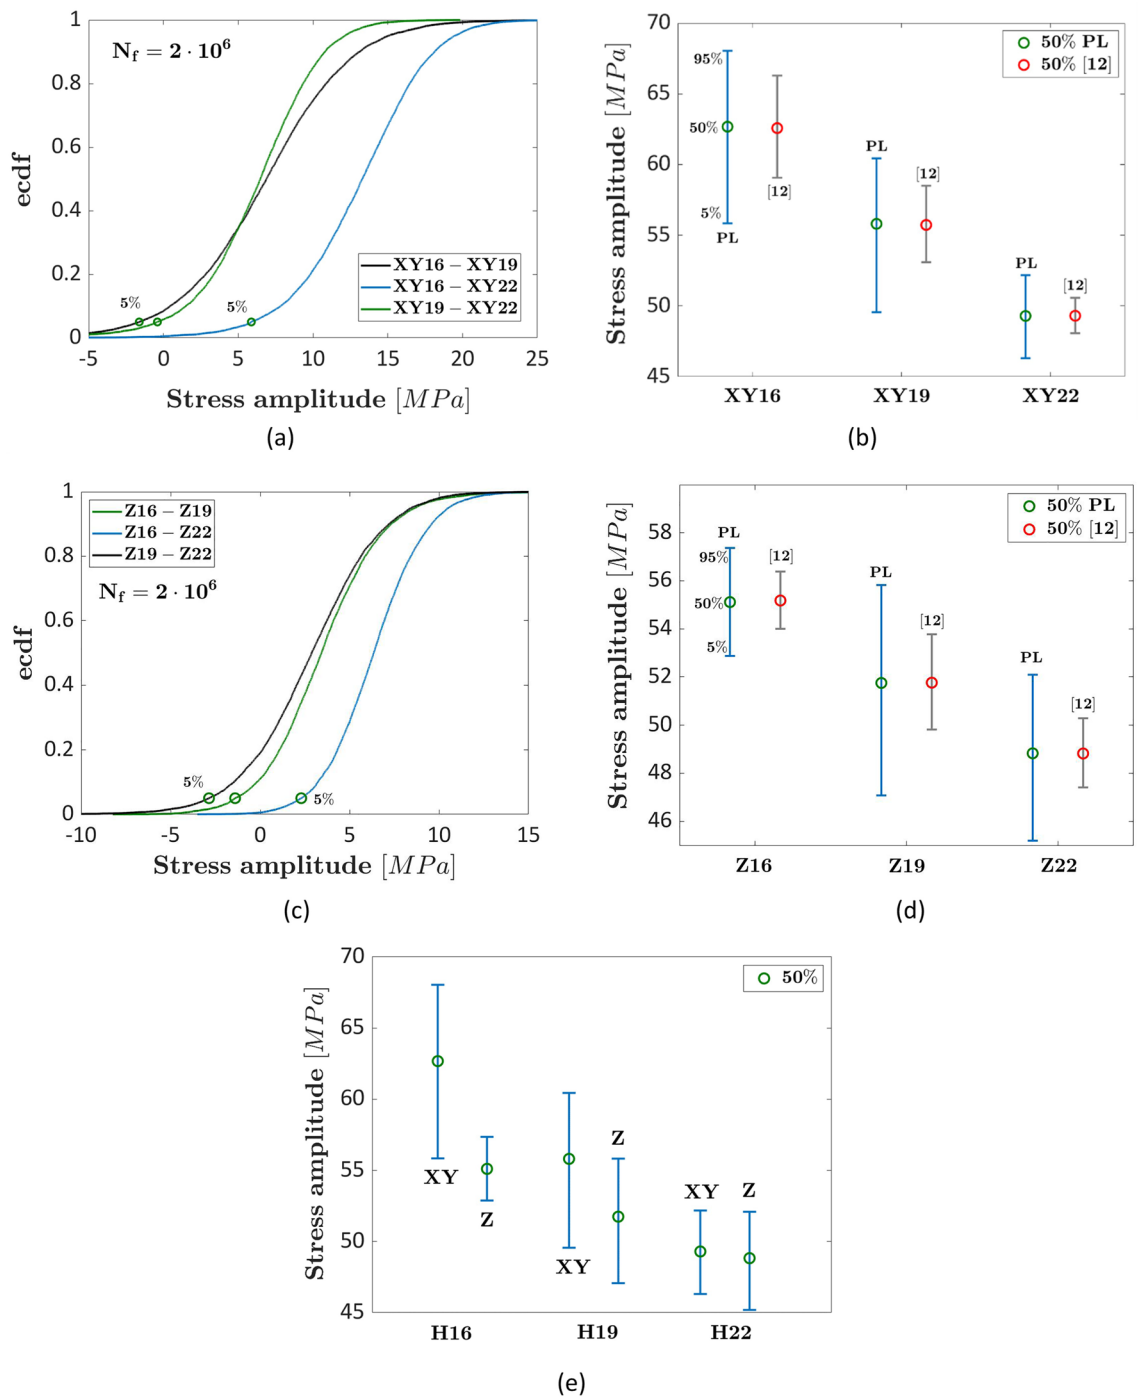 1
0.8
0.6
0.4
0.2
0
ecdf
N_f = 2 · 10^6
5%
5%
XY16 − XY19
XY16 − XY22
XY19 − XY22
-5
0
5
10
15
20
25
Stress amplitude [MPa]
(a)
70
65
60
55
50
45
Stress amplitude [MPa]
50% PL
50% [12]
95%
50%
5%
PL
[12]
PL
[12]
PL
[12]
XY16
XY19
XY22
(b)
1
0.8
0.6
0.4
0.2
0
ecdf
Z16 − Z19
Z16 − Z22
Z19 − Z22
N_f = 2 · 10^6
5%
5%
-10
-5
0
5
10
15
Stress amplitude [MPa]
(c)
58
56
54
52
50
48
46
Stress amplitude [MPa]
50% PL
50% [12]
PL
95%
50%
5%
[12]
PL
[12]
PL
[12]
Z16
Z19
Z22
(d)
70
65
60
55
50
45
Stress amplitude [MPa]
50%
XY
Z
XY
Z
XY
Z
H16
H19
H22
(e)